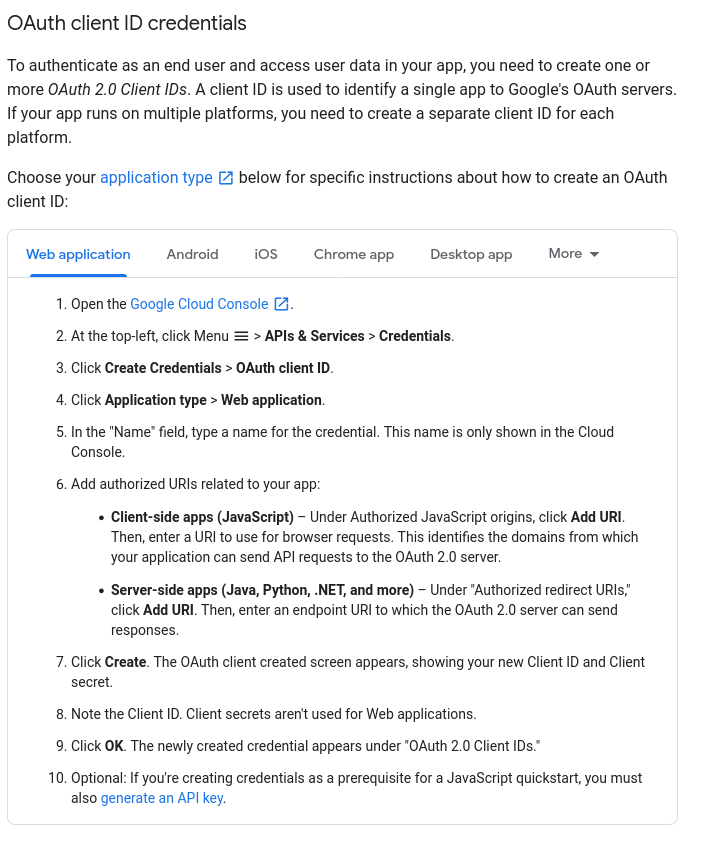 OAuth client ID credentials
To authenticate as an end user and access user data in your app, you need to create one or
more OAuth 2.0 Client IDs. A client ID is used to identify a single app to Google's OAuth servers.
If your app runs on multiple platforms, you need to create a separate client ID for each
platform.
Choose your application type below for specific instructions about how to create an OAuth
client ID:
Web application Android iOS Chrome app Desktop app More
1. Open the Google Cloud Console.
2. At the top-left, click Menu > APIs & Services > Credentials.
3. Click Create Credentials > OAuth client ID.
4. Click Application type > Web application.
5. In the "Name" field, type a name for the credential. This name is only shown in the Cloud
Console.
6. Add authorized URIs related to your app:
• Client-side apps (JavaScript) – Under Authorized JavaScript origins, click Add URI.
Then, enter a URI to use for browser requests. This identifies the domains from which
your application can send API requests to the OAuth 2.0 server.
• Server-side apps (Java, Python, .NET, and more) – Under "Authorized redirect URIs,"
click Add URI. Then, enter an endpoint URI to which the OAuth 2.0 server can send
responses.
7. Click Create. The OAuth client created screen appears, showing your new Client ID and Client
secret.
8. Note the Client ID. Client secrets aren't used for Web applications.
9. Click OK. The newly created credential appears under "OAuth 2.0 Client IDs."
10. Optional: If you're creating credentials as a prerequisite for a JavaScript quickstart, you must
also generate an API key.